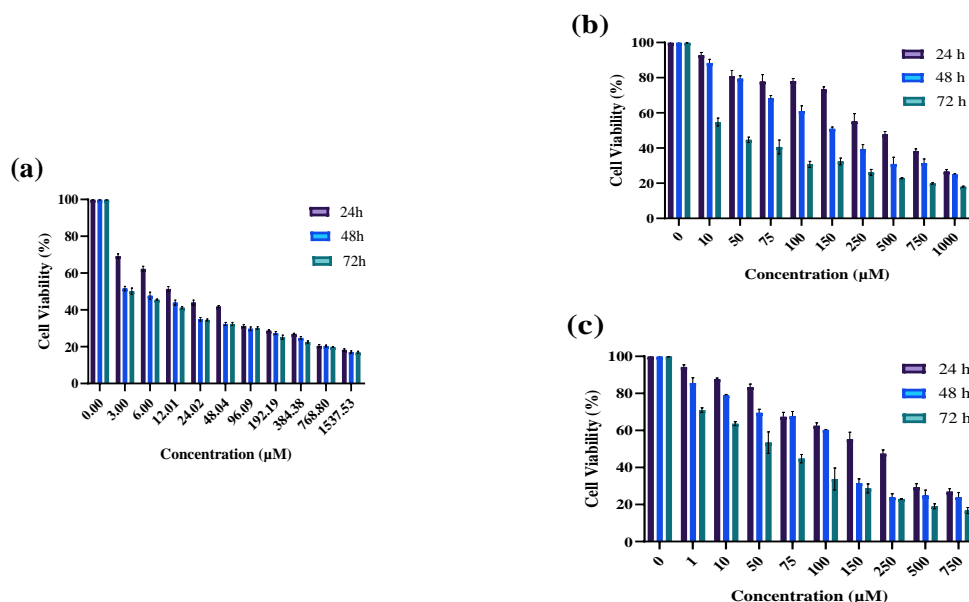 (a)
Cell Viability (%)
100
80
60
40
20
0
24h
48h
72h
0.00 3.00 6.00 12.01 24.02 48.04 96.09 192.19 384.38 768.80 1537.53
Concentration (µM)
(b)
Cell Viability (%)
100
80
60
40
20
0
24 h
48 h
72 h
0 10 50 75 100 150 250 500 750 1000
Concentration (µM)
(c)
Cell Viability (%)
100
80
60
40
20
0
24 h
48 h
72 h
0 1 10 50 75 100 150 250 500 750
Concentration (µM)